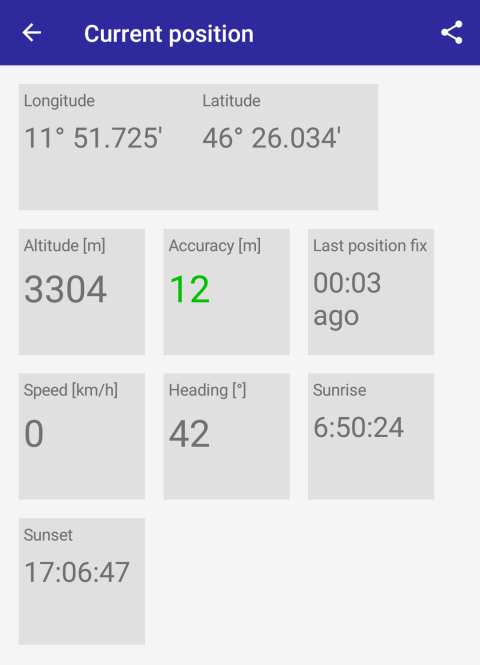 Current position
Longitude
Latitude
11° 51.725'
46° 26.034'
Altitude [m]
Accuracy [m]
Last position fix
3304
12
00:03
ago
Speed [km/h]
Heading [°]
Sunrise
0
42
6:50:24
Sunset
17:06:47